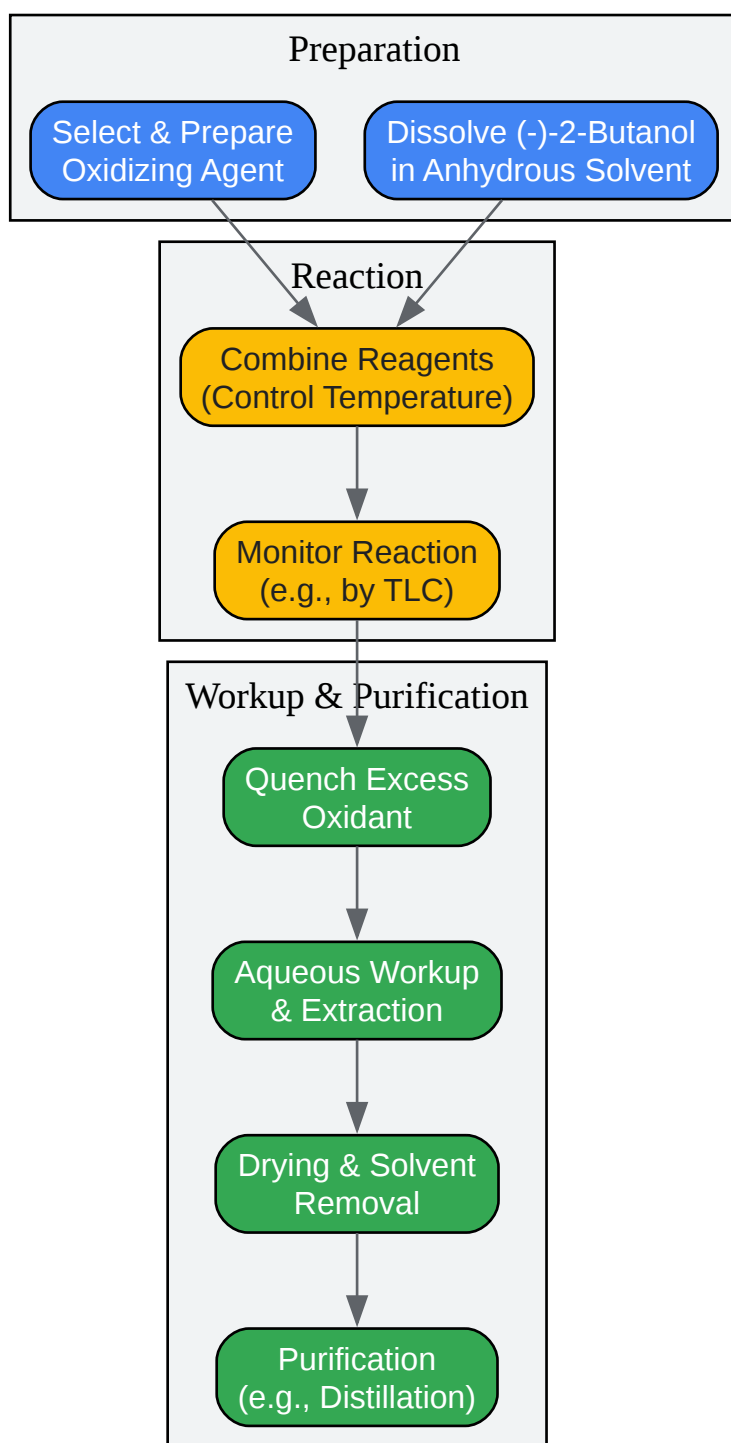 Preparation
Select & Prepare
Oxidizing Agent
Dissolve (-)-2-Butanol
in Anhydrous Solvent
Reaction
Combine Reagents
(Control Temperature)
Monitor Reaction
(e.g., by TLC)
Workup & Purification
Quench Excess
Oxidant
Aqueous Workup
& Extraction
Drying & Solvent
Removal
Purification
(e.g., Distillation)